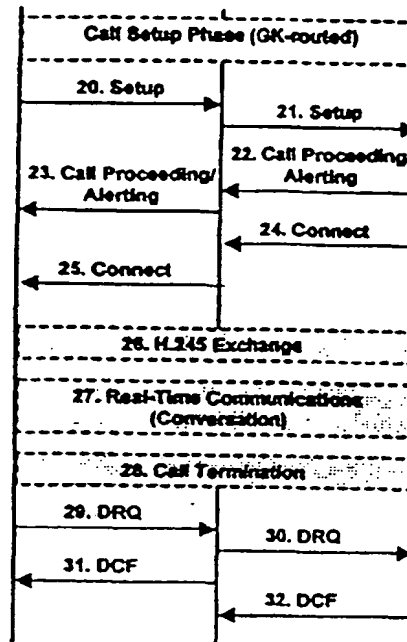 Call Setup Phase (GK-routed)
20. Setup
21. Setup
22. Call Proceeding/
Alerting
23. Call Proceeding/
Alerting
24. Connect
25. Connect
26. H.245 Exchange
27. Real-Time Communications
(Conversation)
28. Call Termination
29. DRQ
30. DRQ
31. DCF
32. DCF